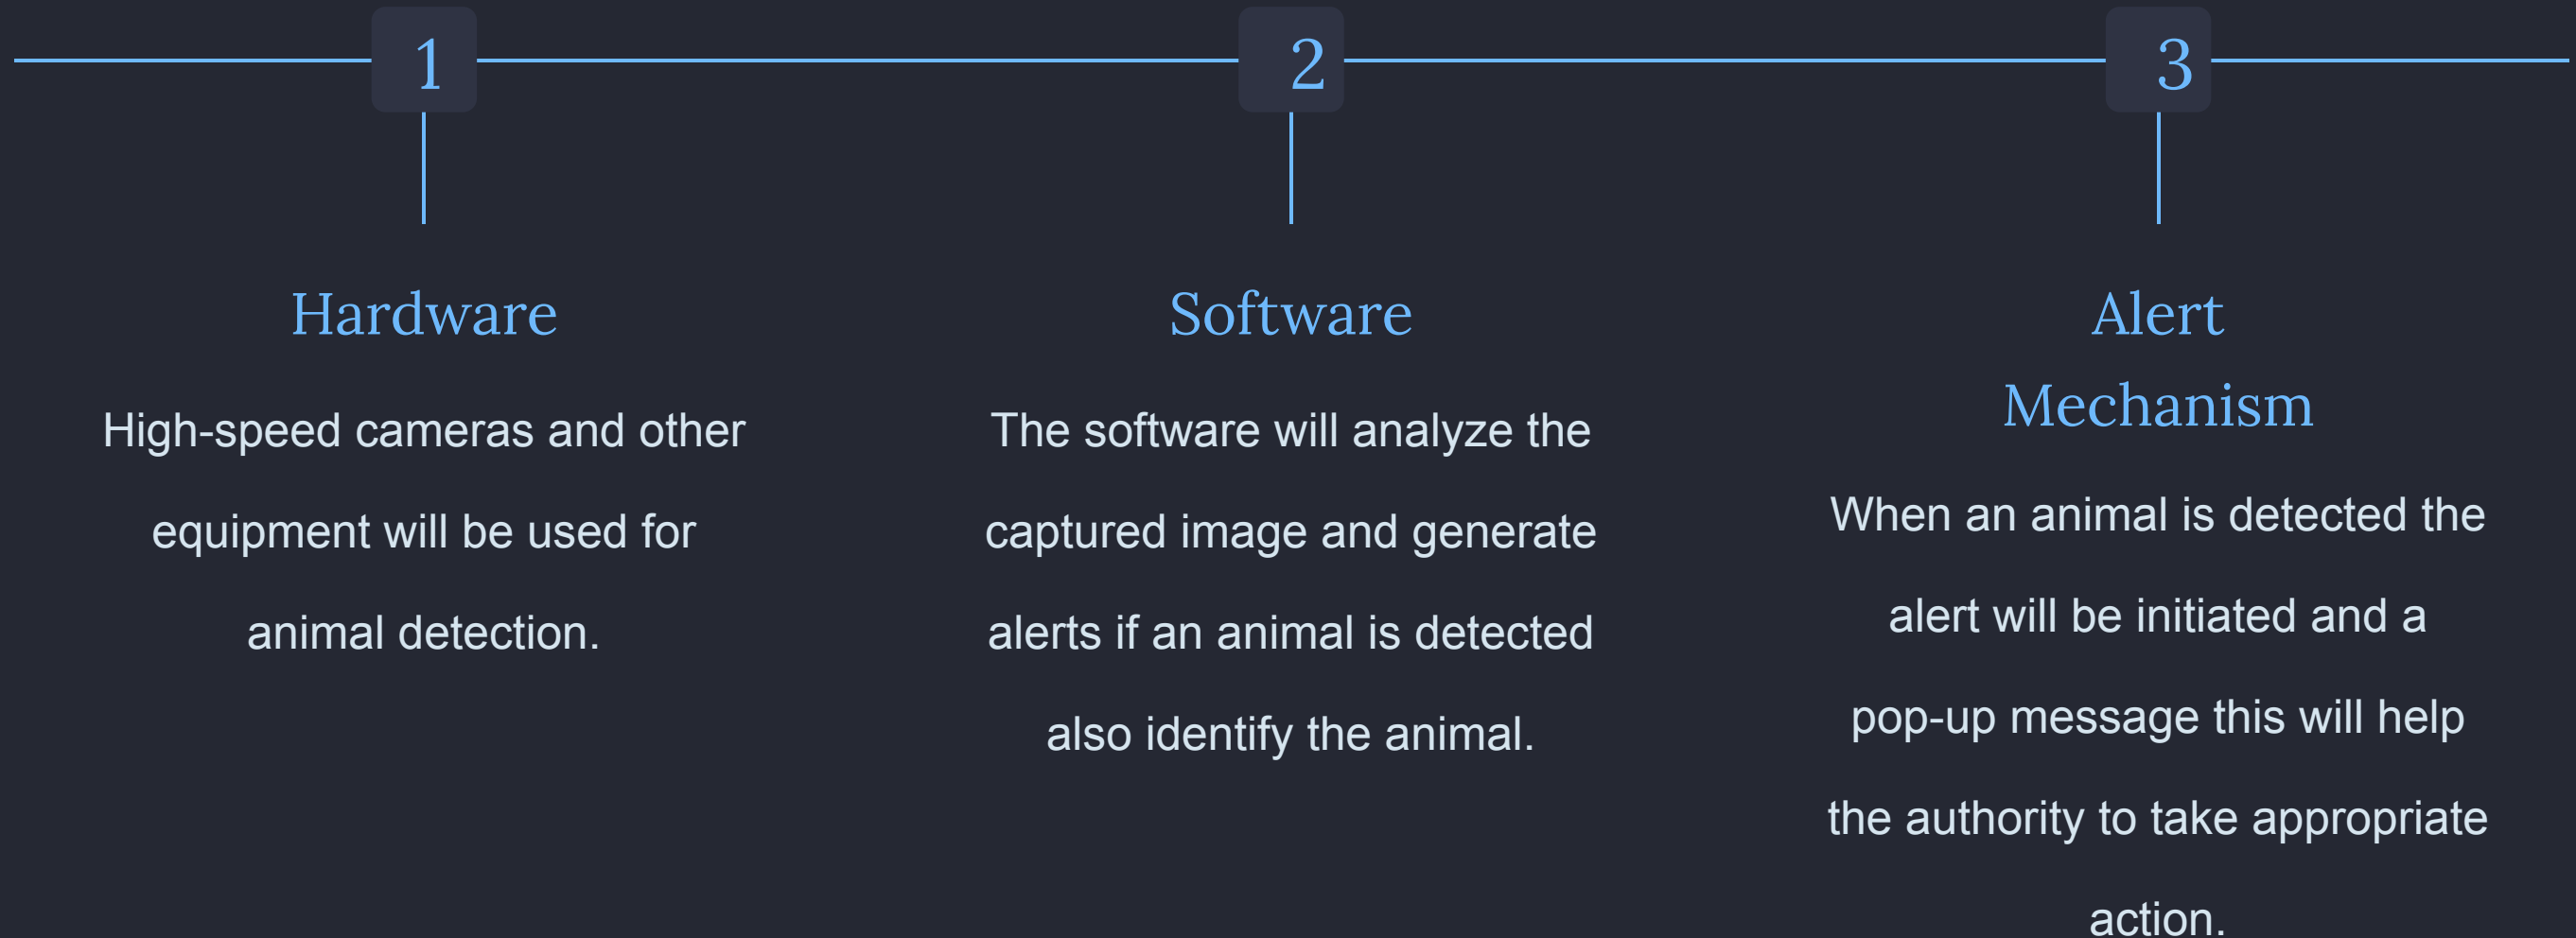 1
2
3
Hardware
High-speed cameras and other
equipment will be used for
animal detection.
Software
The software will analyze the
captured image and generate
alerts if an animal is detected
also identify the animal.
Alert
Mechanism
When an animal is detected the
alert will be initiated and a
pop-up message this will help
the authority to take appropriate
action.